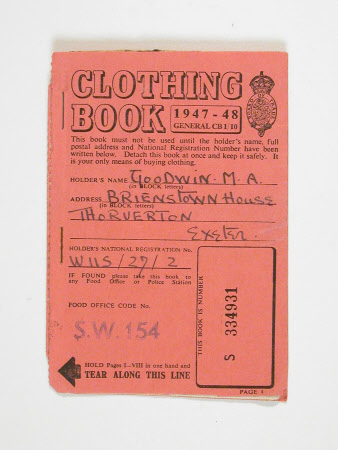 CLOTHING
BOOK 1947-48
GENERAL CB 1/10
This book must not be used until the holder's name, full
postal address and National Registration Number have been
written below. Detach this book at once and keep it safely. It
is your only means of buying clothing.
HOLDER'S NAME GOODWIN. M. A.
(in BLOCK letters)
ADDRESS BRIENSTOWN HOUSE
(in BLOCK letters)
THORVERTON
EXETER.
HOLDER'S NATIONAL REGISTRATION No.
WIIS/27/2
IF FOUND please take this book to
any Food Office or Police Station
FOOD OFFICE CODE No.
S.W. 154
THIS BOOK IS NUMBER
S 334931
HOLD Pages I-VIII in one hand and
TEAR ALONG THIS LINE
PAGE I